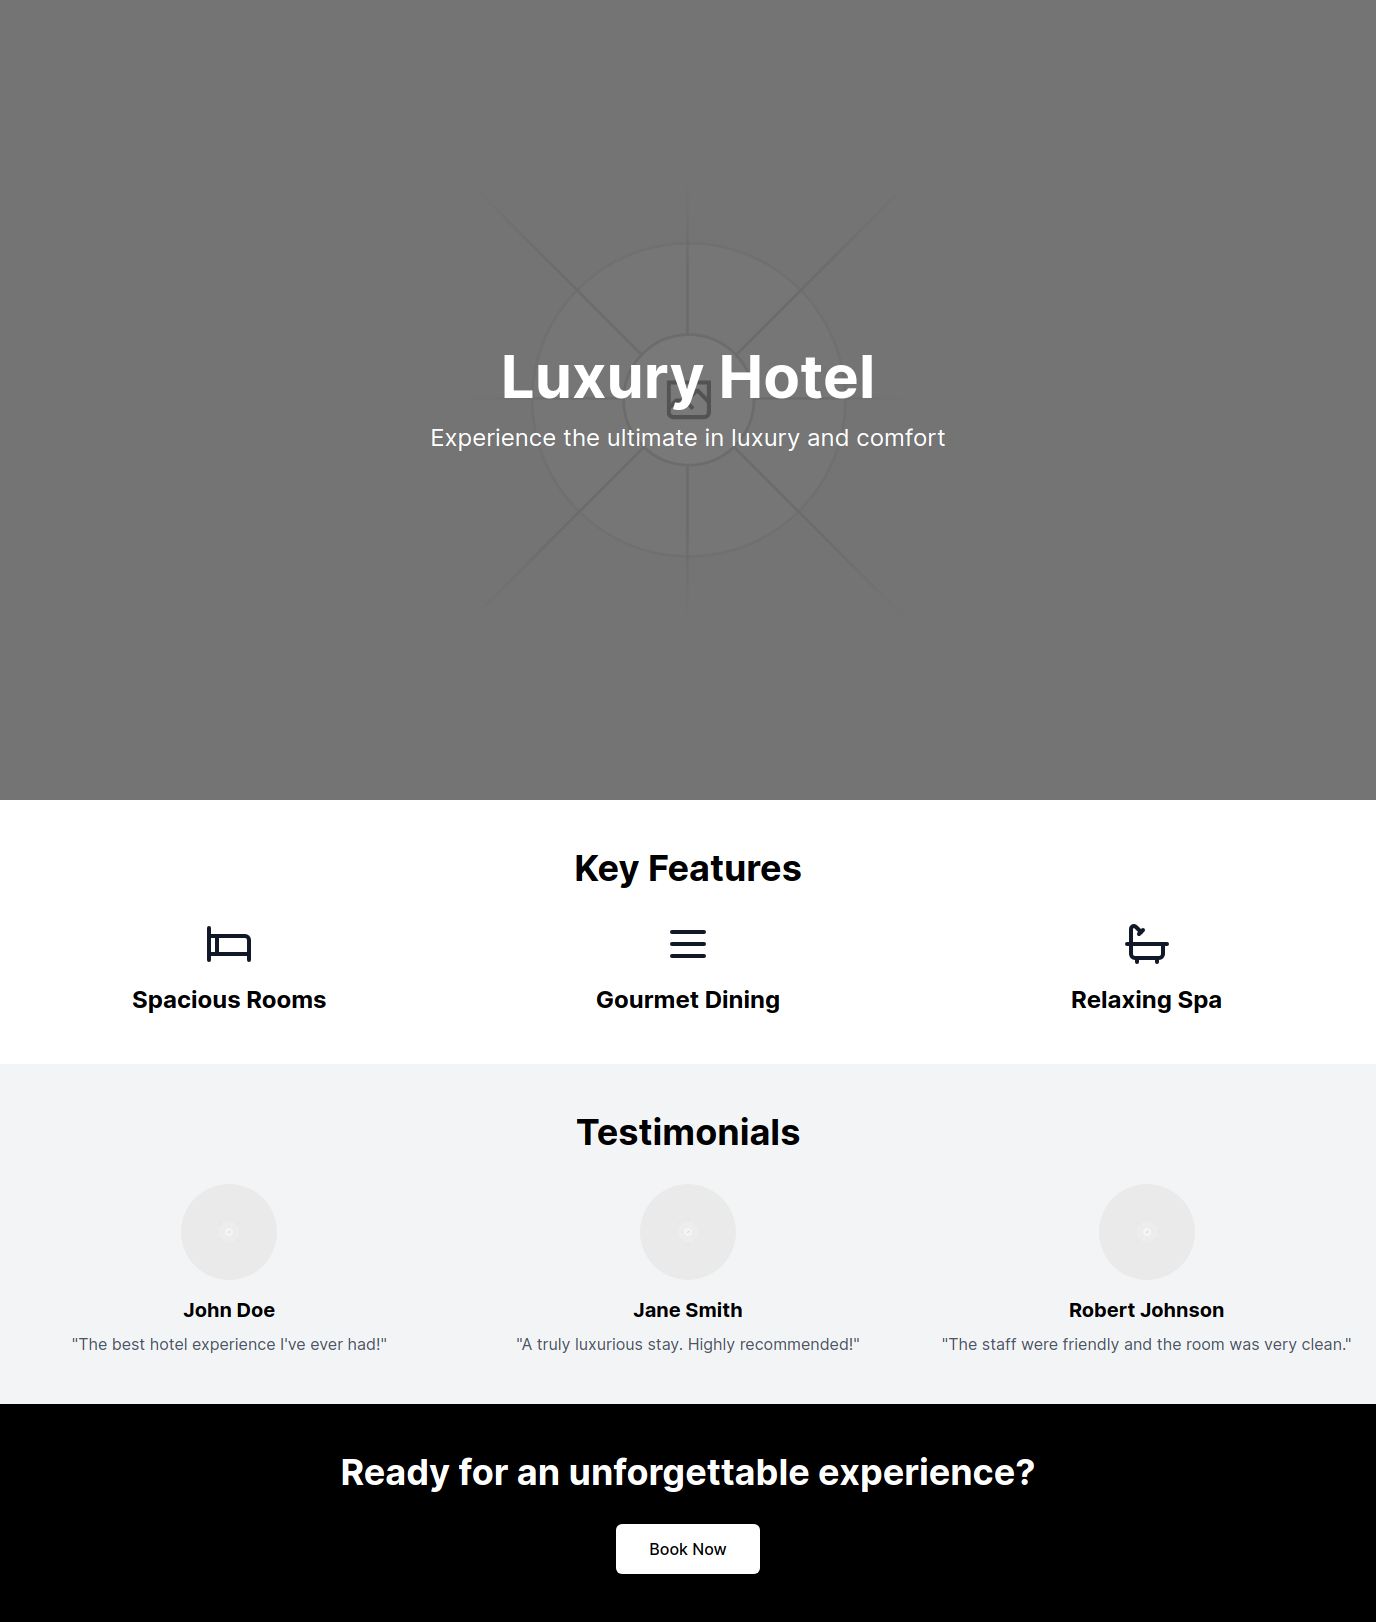 Luxury Hotel
Experience the ultimate in luxury and comfort
Key Features
Spacious Rooms
Gourmet Dining
Relaxing Spa
Testimonials
John Doe
"The best hotel experience I've ever had!"
Jane Smith
"A truly luxurious stay. Highly recommended!"
Robert Johnson
"The staff were friendly and the room was very clean."
Ready for an unforgettable experience?
Book Now